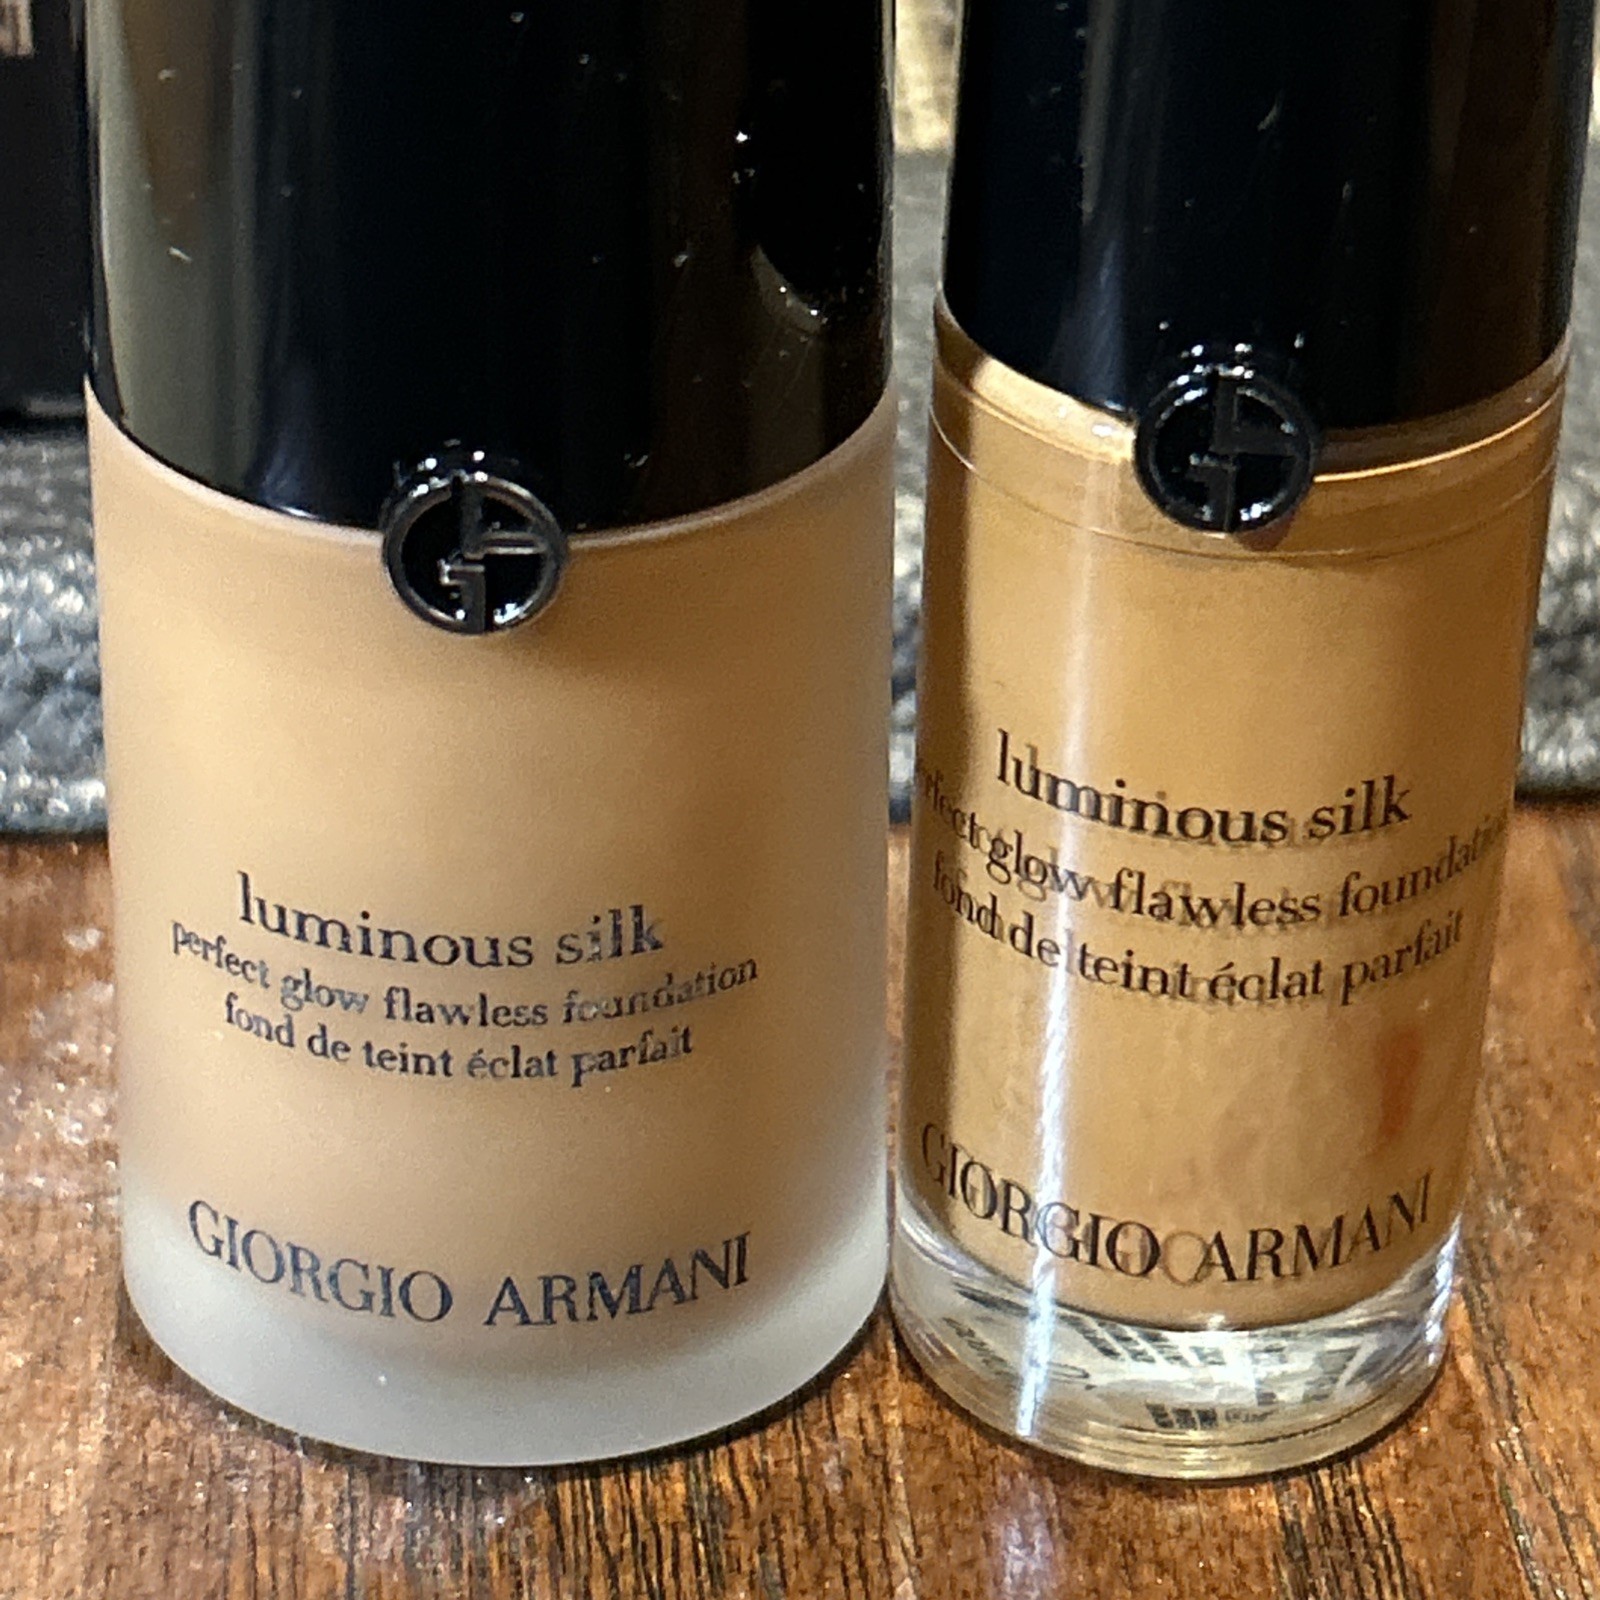 luminous silk
perfect glow flawless foundation
fond de teint éclat parfait
GIORGIO ARMANI
luminous silk
perfect glow flawless foundation
fond de teint éclat parfait
GIORGIO ARMANI